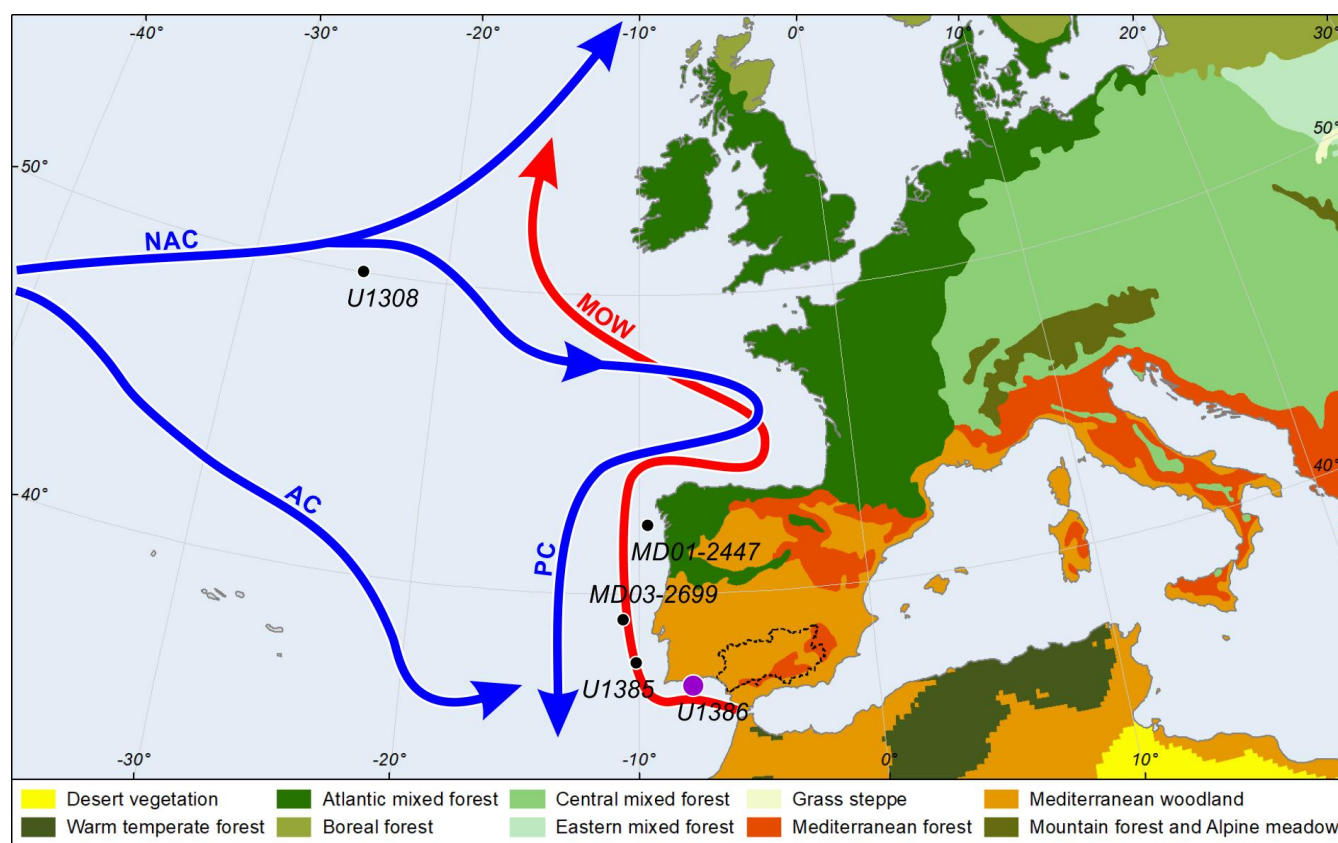 -40°
-30°
-20°
-10°
0°
10°
20°
30°
50°
50°
NAC
U1308
MOW
40°
40°
AC
PC
MD01-2447
MD03-2699
U1385
U1386
-30°
-20°
-10°
0°
10°
Desert vegetation
Atlantic mixed forest
Central mixed forest
Grass steppe
Mediterranean woodland
Warm temperate forest
Boreal forest
Eastern mixed forest
Mediterranean forest
Mountain forest and Alpine meadow